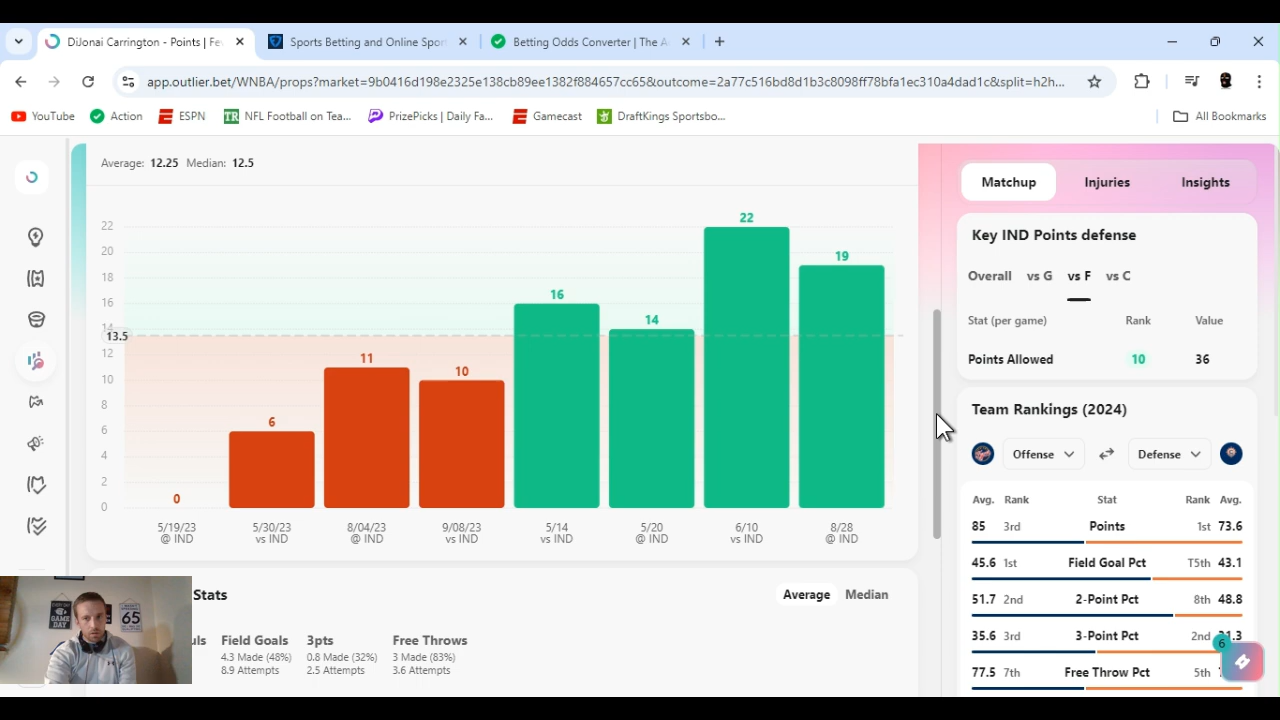 DiJonai Carrington - Points | Fe
Sports Betting and Online Spor
Betting Odds Converter | The A
app.outlier.bet/WNBA/props?market=9b0416d198e2325e138cb89ee1382f884657cc65&outcome=2a77c516bd8d1b3c8098ff78bfa1ec310a4dad1c&split=h2h...
YouTube
Action
ESPN
NFL Football on Tea...
PrizePicks | Daily Fa...
Gamecast
DraftKings Sportsbo...
All Bookmarks
Average: 12.25 Median: 12.5
22
20
18
16
14
13.5
12
10
8
6
4
2
0
0
6
11
10
16
14
22
19
5/19/23
@ IND
5/30/23
vs IND
8/04/23
@ IND
9/08/23
vs IND
5/14
vs IND
5/20
@ IND
6/10
vs IND
8/28
@ IND
Stats
Average Median
uls
Field Goals
4.3 Made (48%)
8.9 Attempts
3pts
0.8 Made (32%)
2.5 Attempts
Free Throws
3 Made (83%)
3.6 Attempts
GAME
DAY
65
Matchup Injuries Insights
Key IND Points defense
Overall vs G vs F vs C
Stat (per game) Rank Value
Points Allowed 10 36
Team Rankings (2024)
Offense Defense
Avg. Rank Stat Rank Avg.
85 3rd Points 1st 73.6
45.6 1st Field Goal Pct T5th 43.1
51.7 2nd 2-Point Pct 8th 48.8
35.6 3rd 3-Point Pct 2nd
77.5 7th Free Throw Pct 5th
6